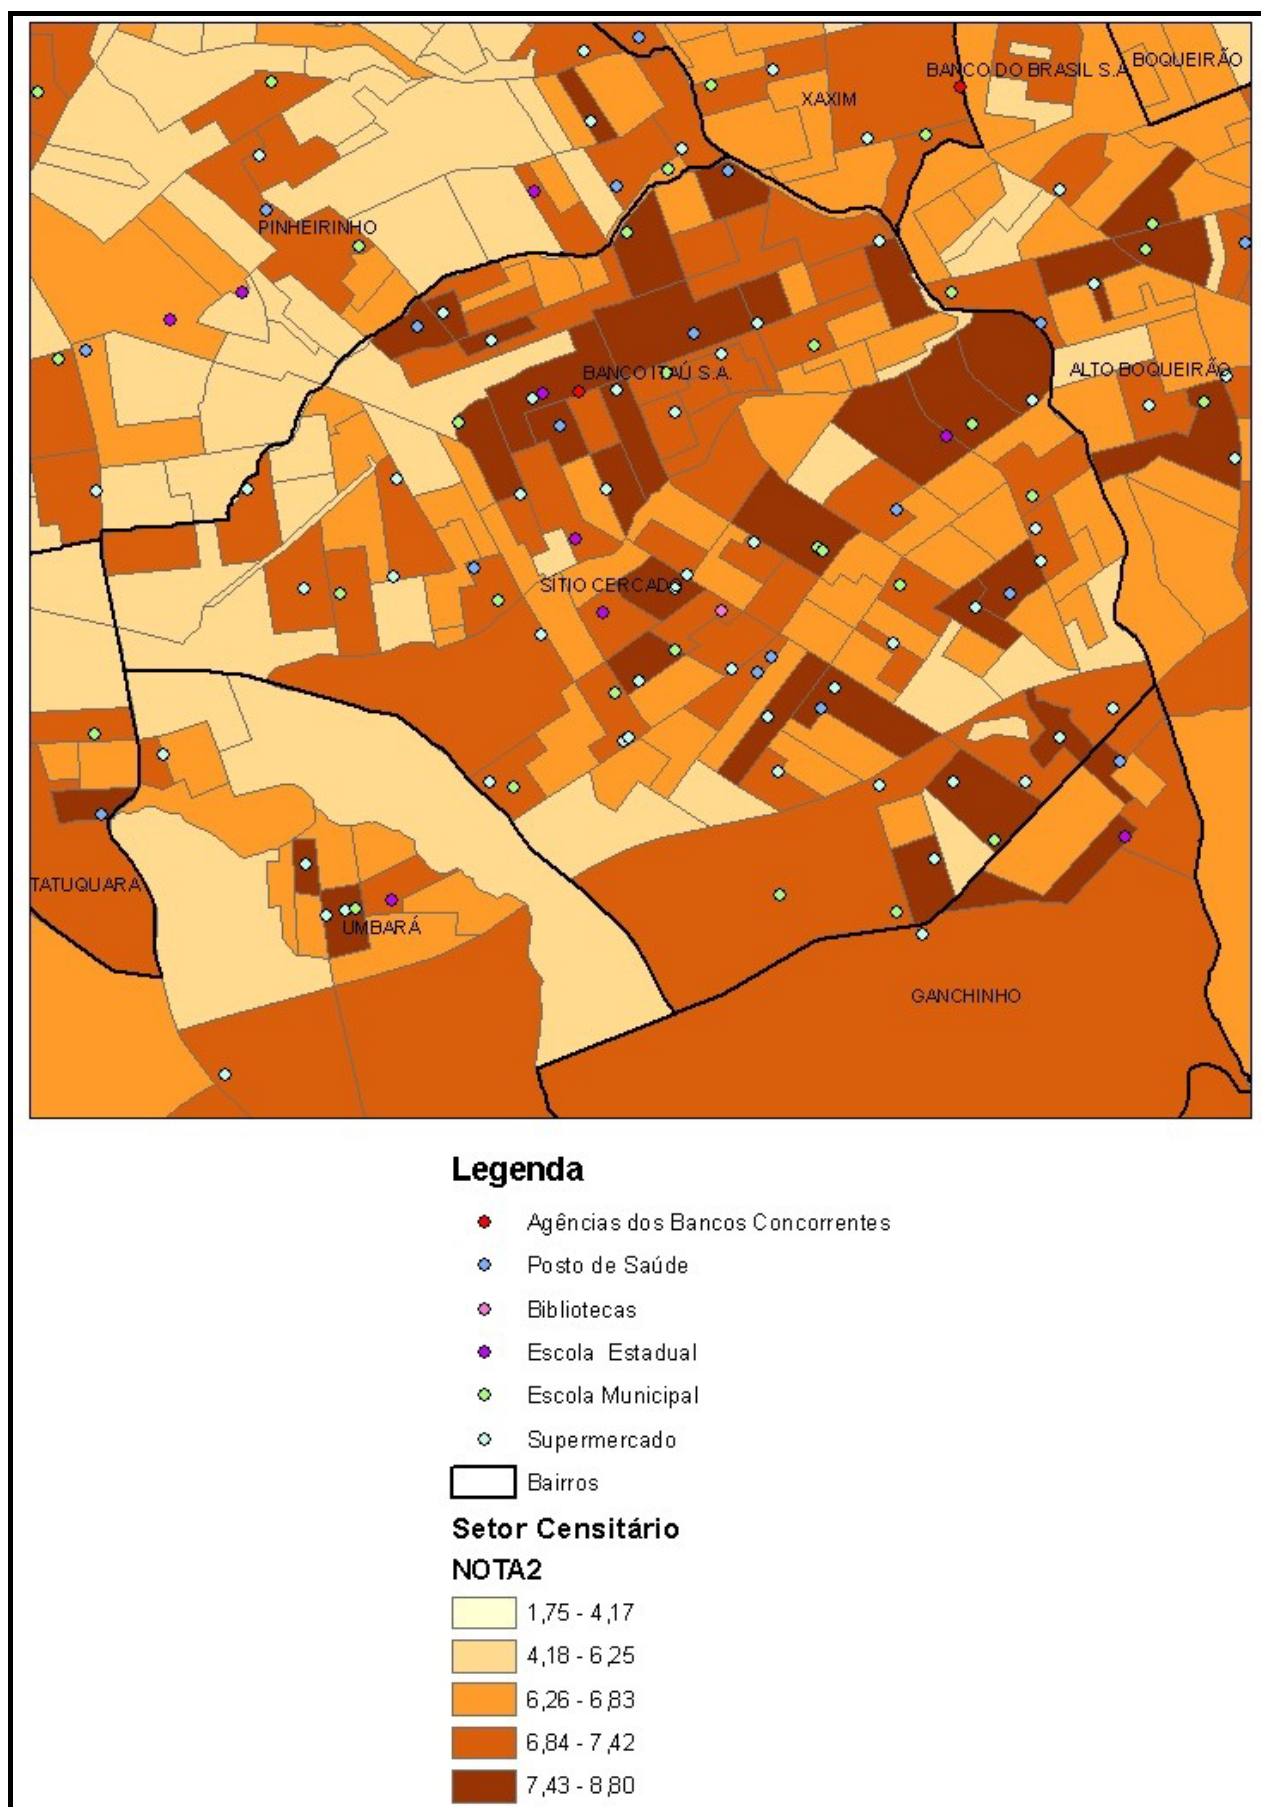 BOQUEIRÃO
BANCO DO BRASIL S.A
XAXIM
PINHEIRINHO
BANCO ITAÚ S.A.
ALTO BOQUEIRÃO
SÍTIO CERCADO
TATUQUARA
UMBARÁ
GANCHINHO
Legenda
Agências dos Bancos Concorrentes
Posto de Saúde
Bibliotecas
Escola Estadual
Escola Municipal
Supermercado
Bairros
Setor Censitário
NOTA2
1,75 - 4,17
4,18 - 6,25
6,26 - 6,83
6,84 - 7,42
7,43 - 8,80